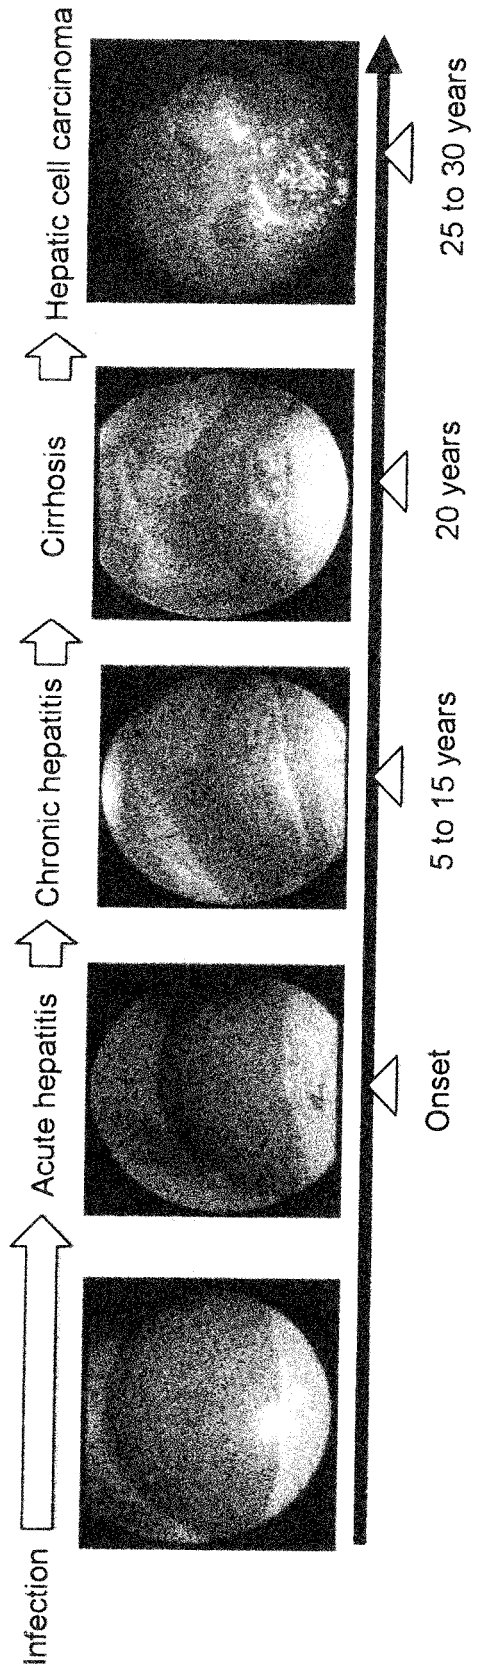 Infection
Acute hepatitis
Chronic hepatitis
Cirrhosis
Hepatic cell carcinoma
Onset
5 to 15 years
20 years
25 to 30 years